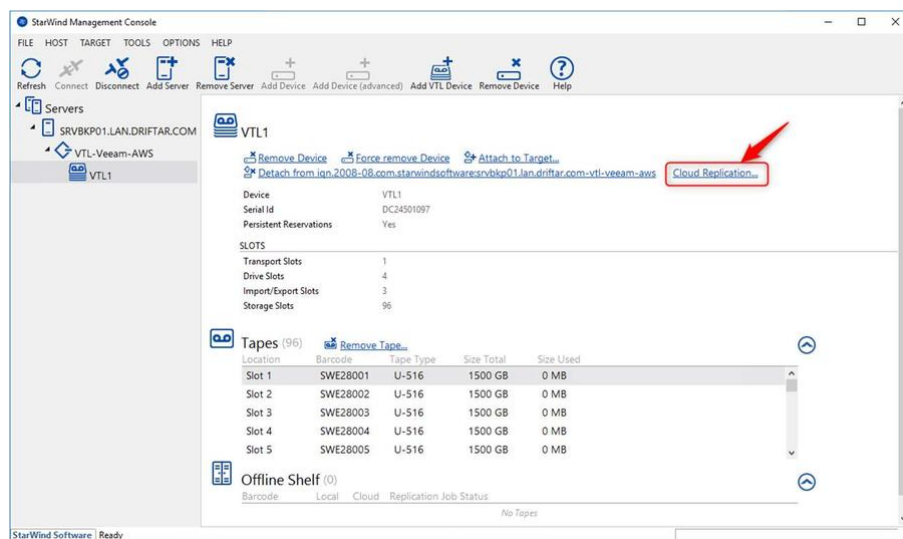 StarWind Management Console
FILE HOST TARGET TOOLS OPTIONS HELP
Refresh Connect Disconnect Add Server Remove Server Add Device Add Device (advanced) Add VTL Device Remove Device Help
Servers
SRVBKP01.LAN.DRIFTAR.COM
VTL-Veeam-AWS
VTL1
VTL1
Remove Device Force remove Device Attach to Target...
Detach from iqn.2008-08.com.starwindsoftware:srvbkp01.lan.driftar.com-vtl-veeam-aws Cloud Replication...
Device VTL1
Serial Id DC24501097
Persistent Reservations Yes
SLOTS
Transport Slots 1
Drive Slots 4
Import/Export Slots 3
Storage Slots 96
Tapes (96) Remove Tape...
Location Barcode Tape Type Size Total Size Used
Slot 1 SWE28001 U-516 1500 GB 0 MB
Slot 2 SWE28002 U-516 1500 GB 0 MB
Slot 3 SWE28003 U-516 1500 GB 0 MB
Slot 4 SWE28004 U-516 1500 GB 0 MB
Slot 5 SWE28005 U-516 1500 GB 0 MB
Offline Shelf (0)
Barcode Local Cloud Replication Job Status
No Tapes
StarWind Software Ready